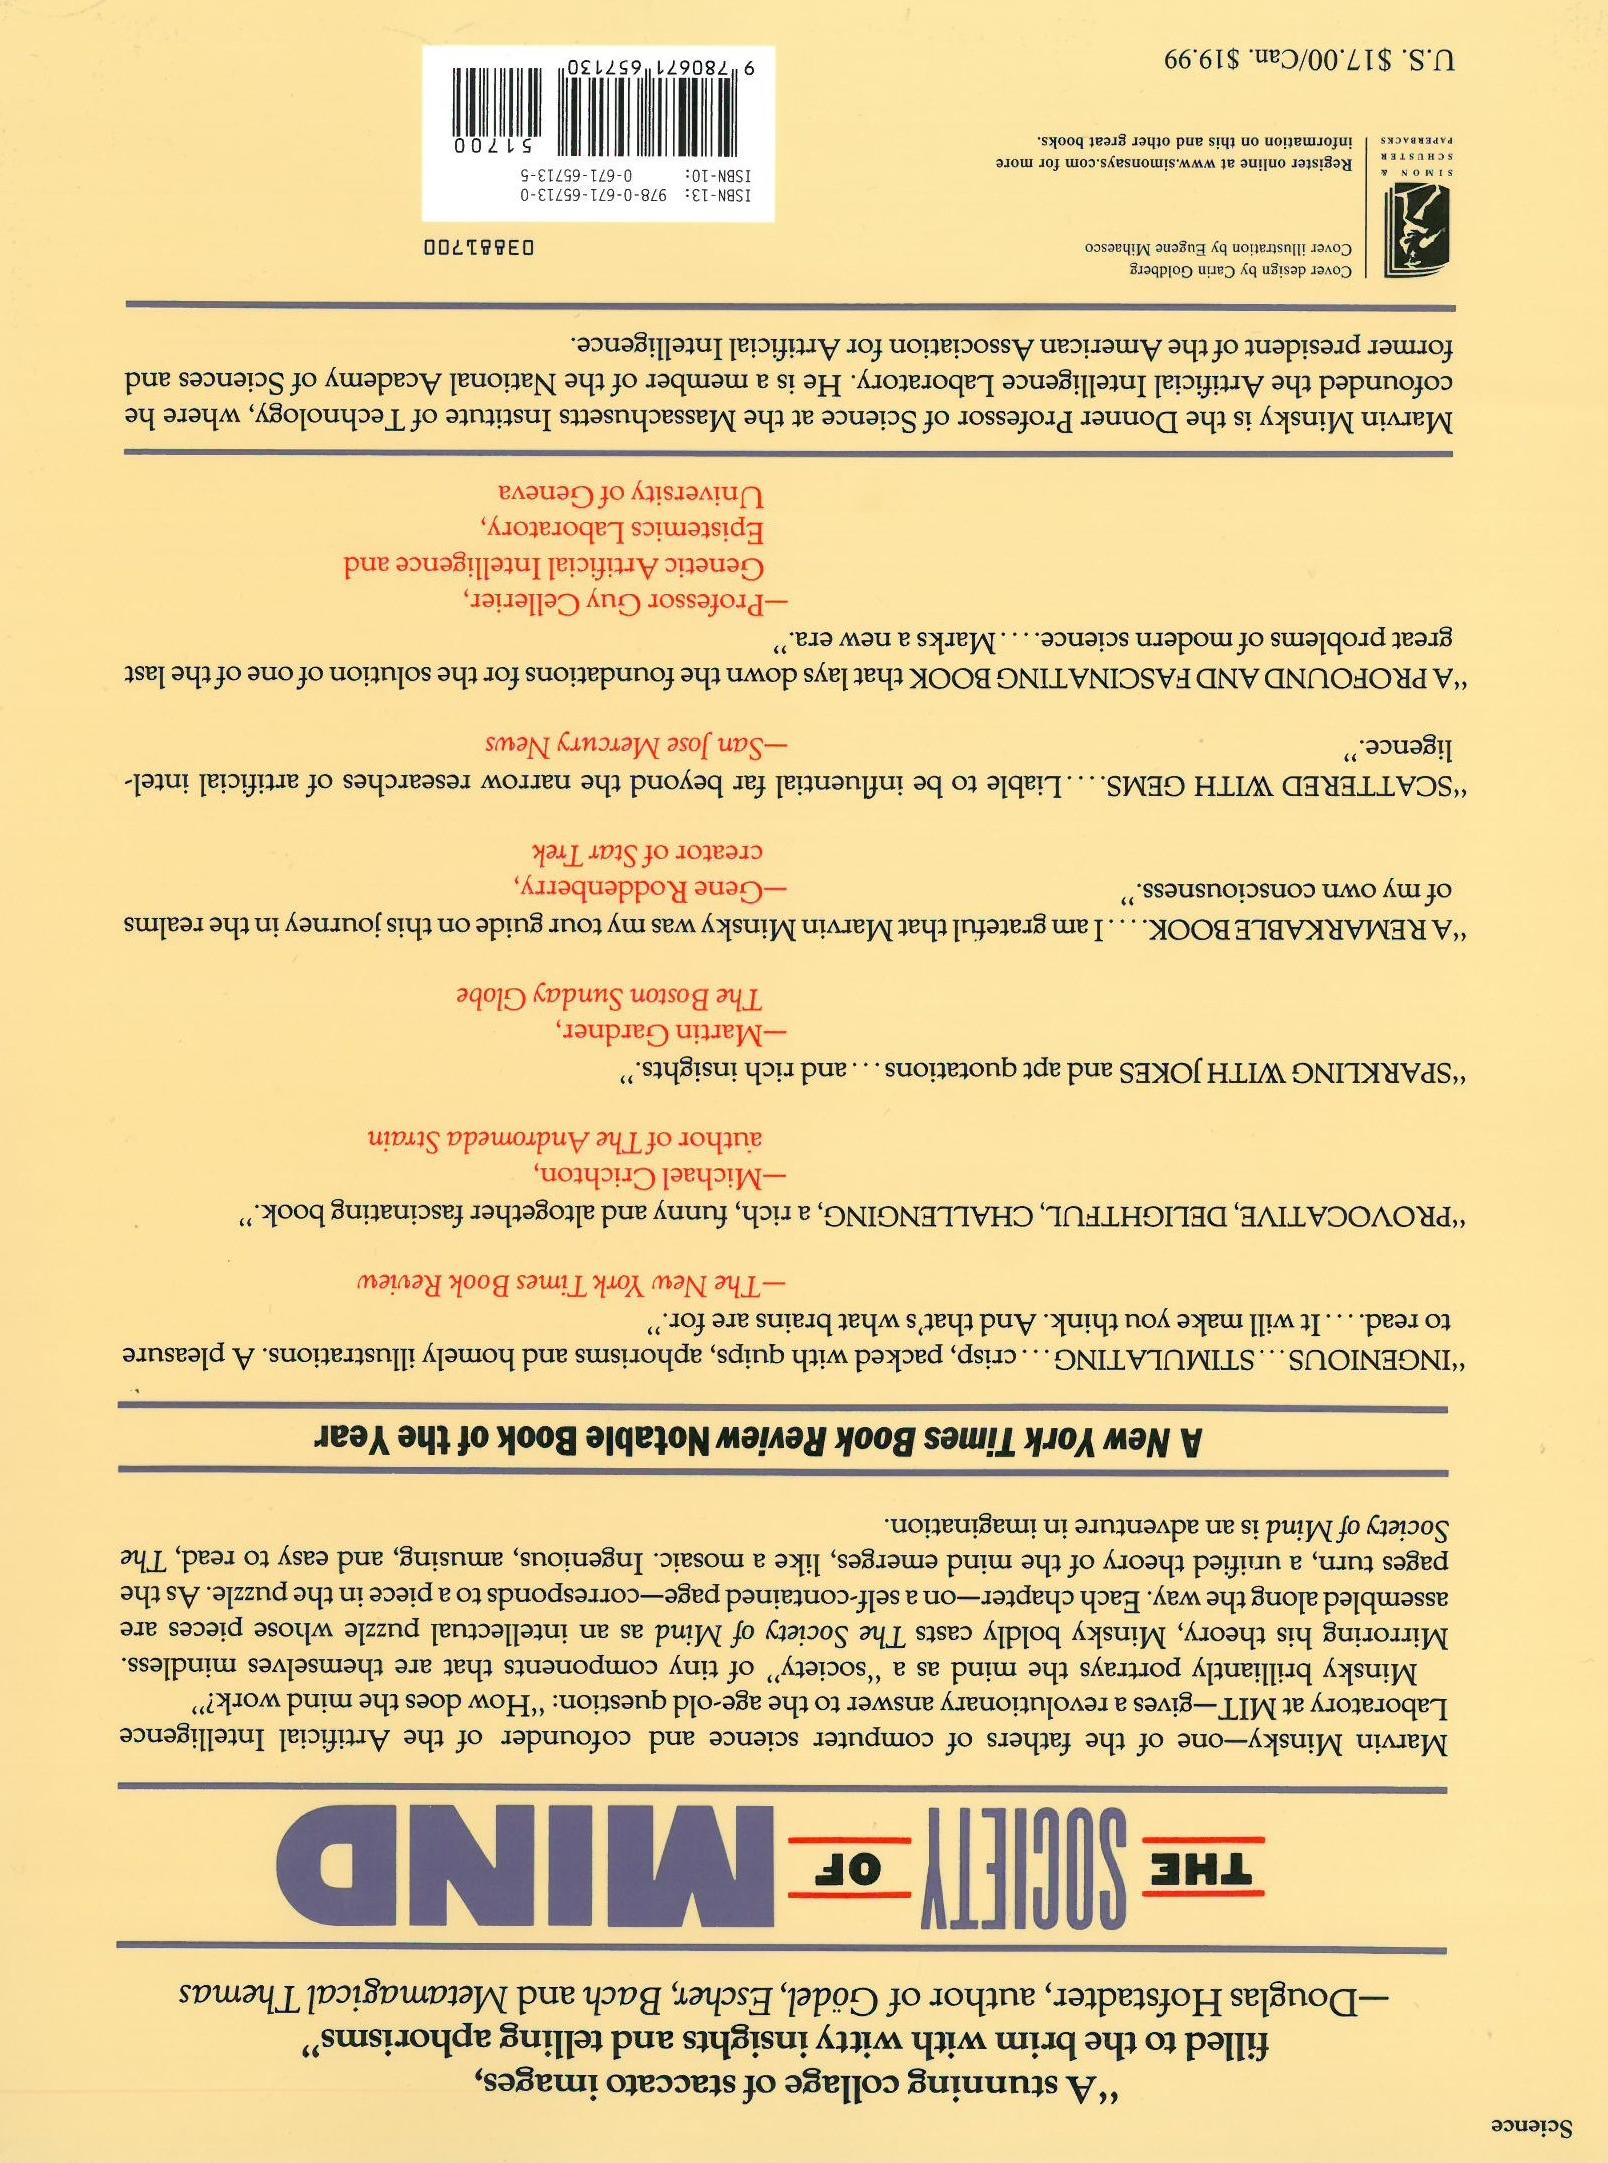 Science
“A stunning collage of staccato images,
filled to the brim with witty insights and telling aphorisms”
—Douglas Hofstadter, author of Gödel, Escher, Bach and Metamagical Themas
THE SOCIETY OF MIND
Marvin Minsky—one of the fathers of computer science and cofounder of the Artificial Intelligence
Laboratory at MIT—gives a revolutionary answer to the age-old question: “How does the mind work?”
Minsky brilliantly portrays the mind as a “society” of tiny components that are themselves mindless.
Mirroring his theory, Minsky boldly casts The Society of Mind as an intellectual puzzle whose pieces are
assembled along the way. Each chapter—on a self-contained page—corresponds to a piece in the puzzle. As the
pages turn, a unified theory of the mind emerges, like a mosaic. Ingenious, amusing, and easy to read, The
Society of Mind is an adventure in imagination.
A New York Times Book Review Notable Book of the Year
“INGENIOUS...STIMULATING...crisp, packed with quips, aphorisms and homely illustrations. A pleasure
to read....It will make you think. And that’s what brains are for.”
—The New York Times Book Review
“PROVOCATIVE, DELIGHTFUL, CHALLENGING, a rich, funny and altogether fascinating book.”
—Michael Crichton,
author of The Andromeda Strain
“SPARKLING WITH JOKES and apt quotations...and rich insights.”
—Martin Gardner,
The Boston Sunday Globe
“A REMARKABLE BOOK....I am grateful that Marvin Minsky was my tour guide on this journey in the realms
of my own consciousness.”
—Gene Roddenberry,
creator of Star Trek
“SCATTERED WITH GEMS....Liable to be influential far beyond the narrow researches of artificial intel-
ligence.”
—San Jose Mercury News
“A PROFOUND AND FASCINATING BOOK that lays down the foundations for the solution of one of the last
great problems of modern science....Marks a new era.”
—Professor Guy Cellerier,
Genetic Artificial Intelligence and
Epistemics Laboratory,
University of Geneva
Marvin Minsky is the Donner Professor of Science at the Massachusetts Institute of Technology, where he
cofounded the Artificial Intelligence Laboratory. He is a member of the National Academy of Sciences and
former president of the American Association for Artificial Intelligence.
Cover design by Carin Goldberg
Cover illustration by Eugene Mihaesco
SIMON &
SCHUSTER
PAPERBACKS
Register online at www.simonsays.com for more
information on this and other great books.
U.S. $17.00/Can. $19.99
03881700
ISBN-13: 978-0-671-65713-0
ISBN-10: 0-671-65713-5
51700
9 780671 657130